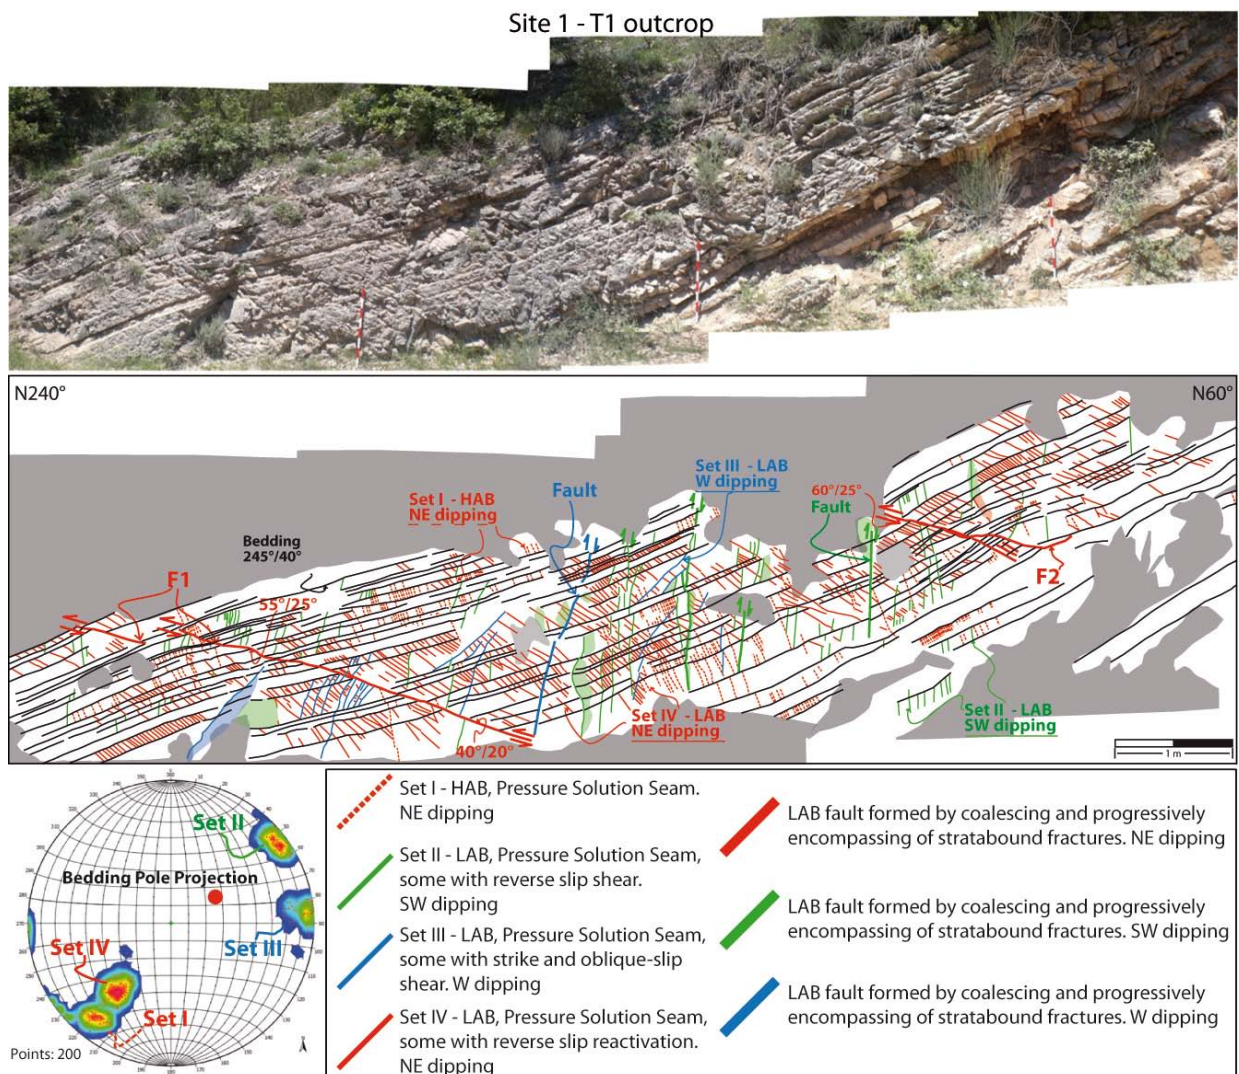 Site 1 - T1 outcrop
N240°
N60°
Set III - LAB
W dipping
Set I - HAB
NE dipping
Fault
60°/25°
Fault
Bedding
245°/40°
F1
55°/25°
F2
Set IV - LAB
NE dipping
Set II - LAB
SW dipping
40°/20°
1 m
Set II
Bedding Pole Projection
Set III
Set IV
Set I
Points: 200
Set I - HAB, Pressure Solution Seam.
NE dipping
Set II - LAB, Pressure Solution Seam,
some with reverse slip shear.
SW dipping
Set III - LAB, Pressure Solution Seam,
some with strike and oblique-slip
shear. W dipping
Set IV - LAB, Pressure Solution Seam,
some with reverse slip reactivation.
NE dipping
LAB fault formed by coalescing and progressively
encompassing of stratabound fractures. NE dipping
LAB fault formed by coalescing and progressively
encompassing of stratabound fractures. SW dipping
LAB fault formed by coalescing and progressively
encompassing of stratabound fractures. W dipping